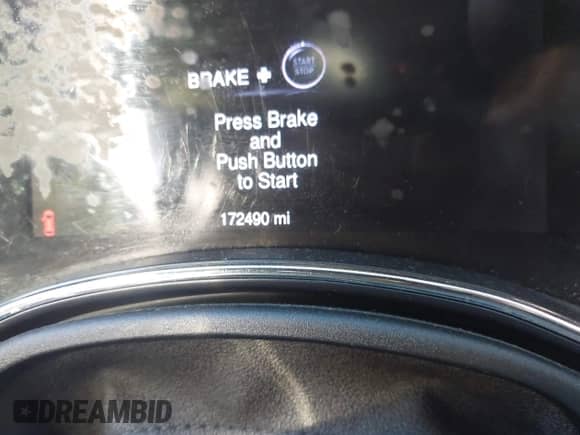 BRAKE + START STOP
Press Brake
and
Push Button
to Start
172490 mi
DREAMBID